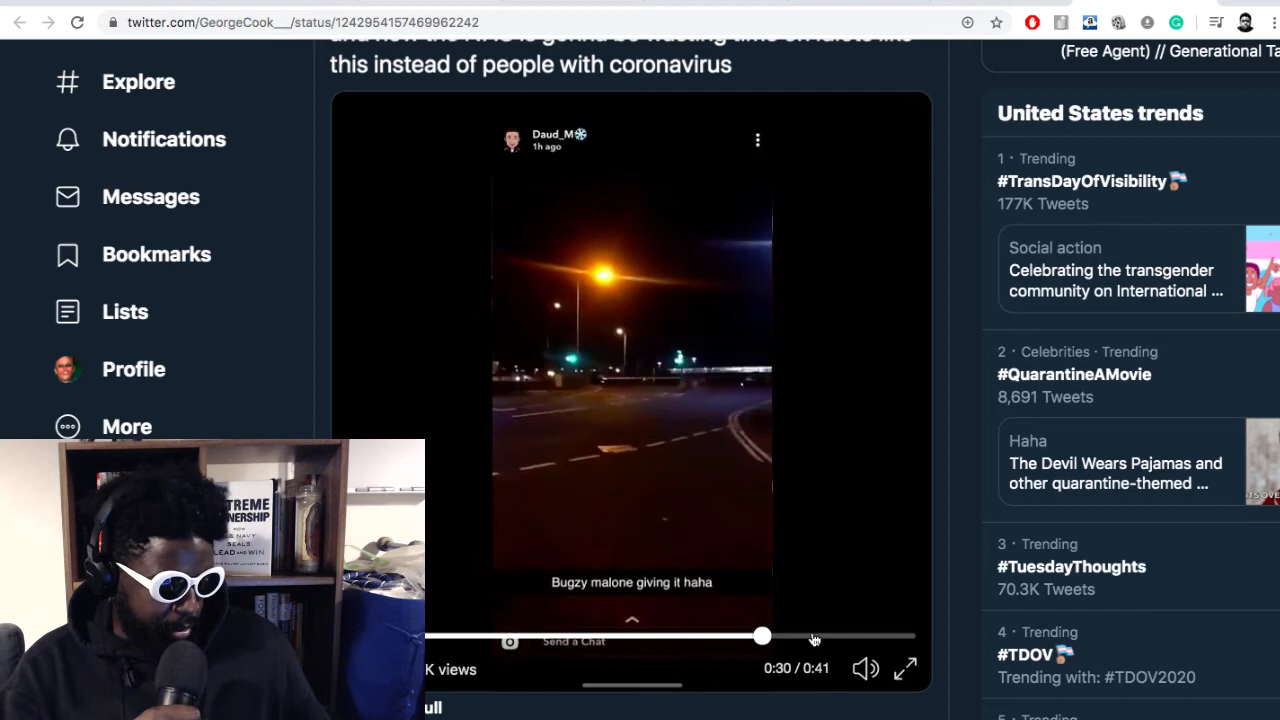 twitter.com/GeorgeCook__/status/1242954157469962242
this instead of people with coronavirus
Explore
Notifications
Messages
Bookmarks
Lists
Profile
More
Daud_M
1h ago
Bugzy malone giving it haha
Send a Chat
K views
0:30 / 0:41
ull
(Free Agent) // Generational Ta
United States trends
1 · Trending
#TransDayOfVisibility
177K Tweets
Social action
Celebrating the transgender
community on International ...
2 · Celebrities · Trending
#QuarantineAMovie
8,691 Tweets
Haha
The Devil Wears Pajamas and
other quarantine-themed ...
3 · Trending
#TuesdayThoughts
70.3K Tweets
4 · Trending
#TDOV
Trending with: #TDOV2020
TREME
NERSHIP
NAVY
SEALS
LEAD AND WIN